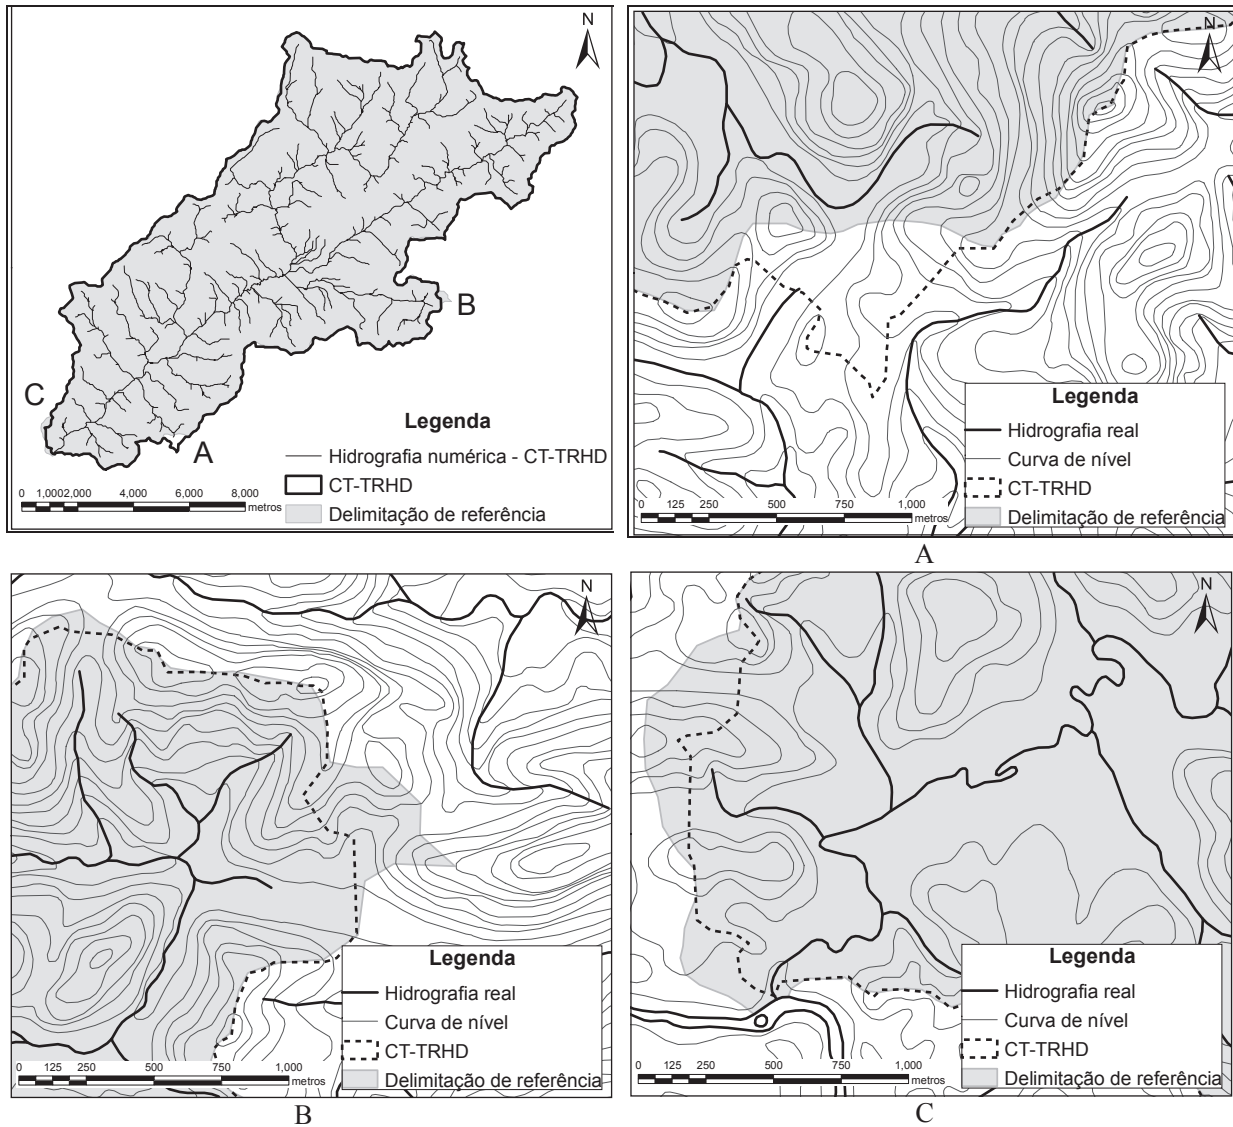 N
B
C
A
Legenda
Hidrografia numérica - CT-TRHD
CT-TRHD
Delimitação de referência
0 1,000 2,000 4,000 6,000 8,000
metros
N
Legenda
Hidrografia real
Curva de nível
CT-TRHD
Delimitação de referência
0 125 250 500 750 1,000
metros
A
N
Legenda
Hidrografia real
Curva de nível
CT-TRHD
Delimitação de referência
0 125 250 500 750 1,000
metros
B
N
Legenda
Hidrografia real
Curva de nível
CT-TRHD
Delimitação de referência
0 125 250 500 750 1,000
metros
C